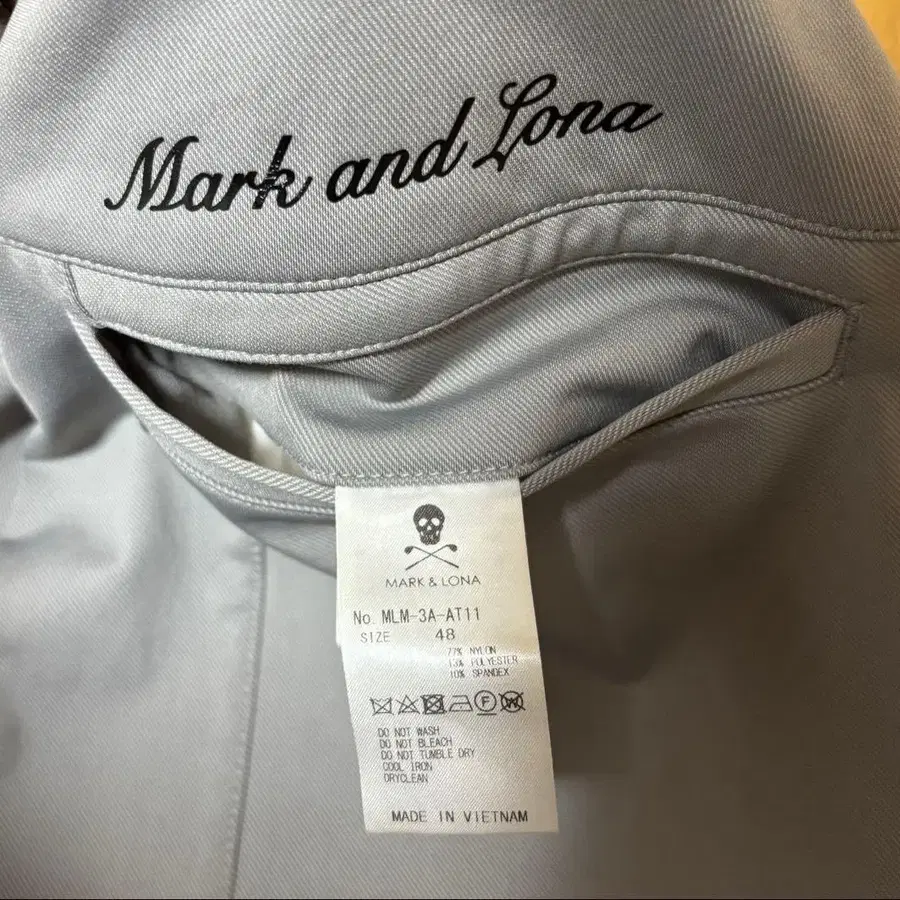 Mark and Lona
MARK & LONA
No. MLM-3A-AT11
SIZE 48
77% NYLON
13% POLYESTER
10% SPANDEX
DO NOT WASH
DO NOT BLEACH
DO NOT TUMBLE DRY
COOL IRON
DRYCLEAN
MADE IN VIETNAM